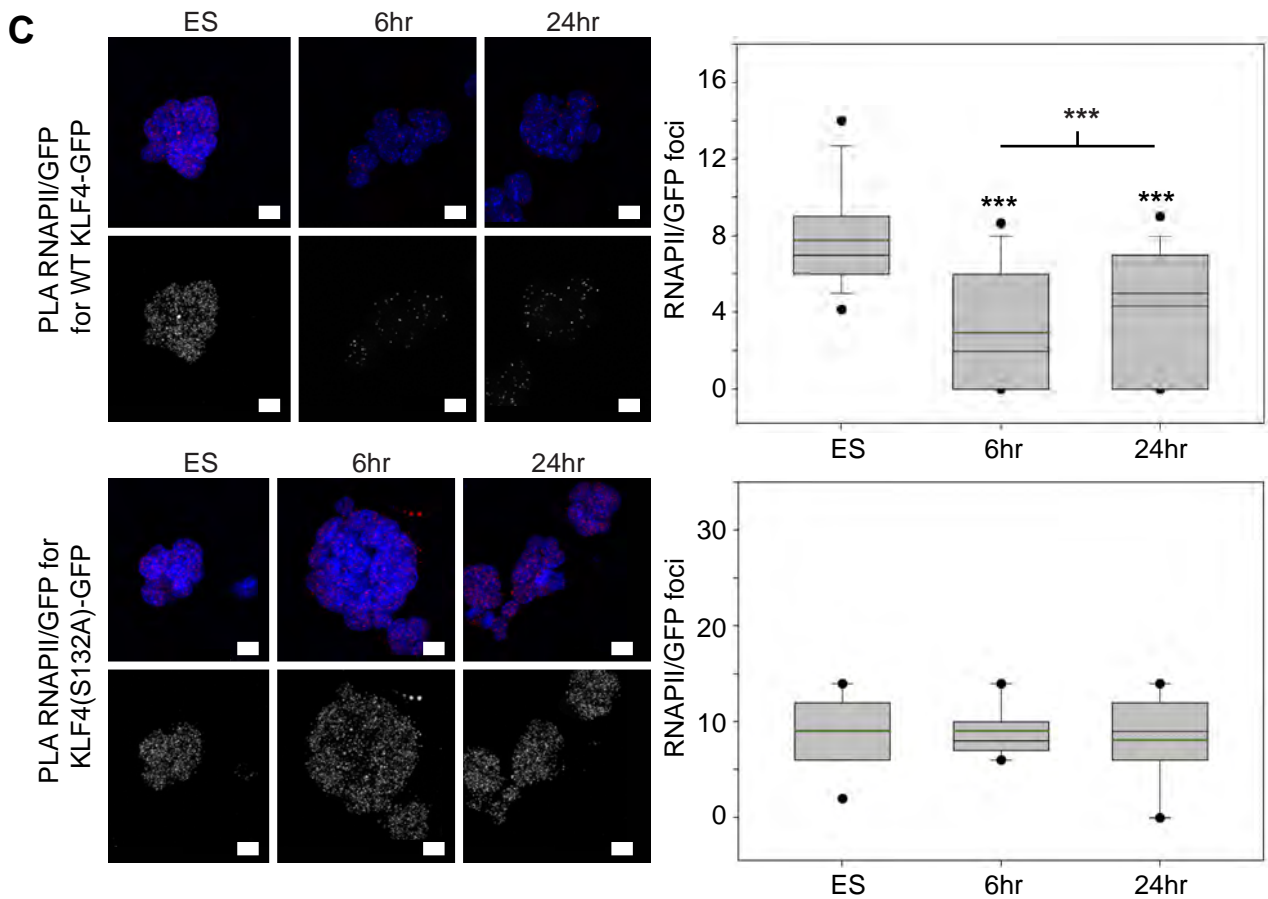 C
ES 6hr 24hr
PLA RNAPII/GFP
for WT KLF4-GFP
RNAPII/GFP foci
16
12
8
4
0
***
*** ***
ES 6hr 24hr
ES 6hr 24hr
PLA RNAPII/GFP for
KLF4(S132A)-GFP
RNAPII/GFP foci
30
20
10
0
ES 6hr 24hr